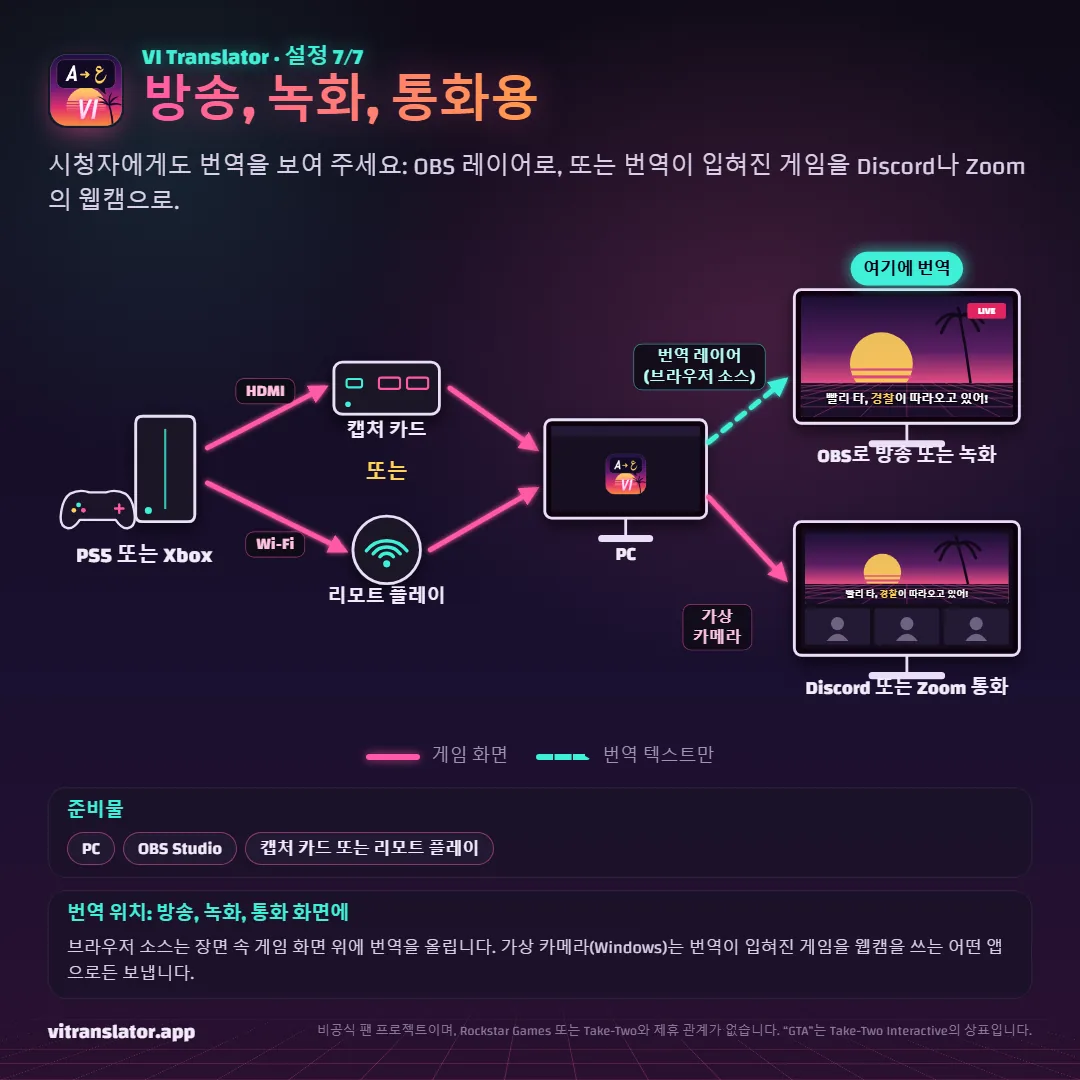 A→ع
VI
VI Translator · 설정 7/7
방송, 녹화, 통화용
시청자에게도 번역을 보여 주세요: OBS 레이어로, 또는 번역이 입혀진 게임을 Discord나 Zoom
의 웹캠으로.
여기에 번역
LIVE
빨리 타, 경찰이 따라오고 있어!
OBS로 방송 또는 녹화
번역 레이어
(브라우저 소스)
HDMI
캡처 카드
또는
A→ع
VI
PC
PS5 또는 Xbox
Wi-Fi
리모트 플레이
가상
카메라
빨리 타, 경찰이 따라오고 있어!
Discord 또는 Zoom 통화
게임 화면
번역 텍스트만
준비물
PC
OBS Studio
캡처 카드 또는 리모트 플레이
번역 위치: 방송, 녹화, 통화 화면에
브라우저 소스는 장면 속 게임 화면 위에 번역을 올립니다. 가상 카메라(Windows)는 번역이 입혀진 게임을 웹캠을 쓰는 어떤 앱
으로든 보냅니다.
vitranslator.app
비공식 팬 프로젝트이며, Rockstar Games 또는 Take-Two와 제휴 관계가 없습니다. "GTA"는 Take-Two Interactive의 상표입니다.